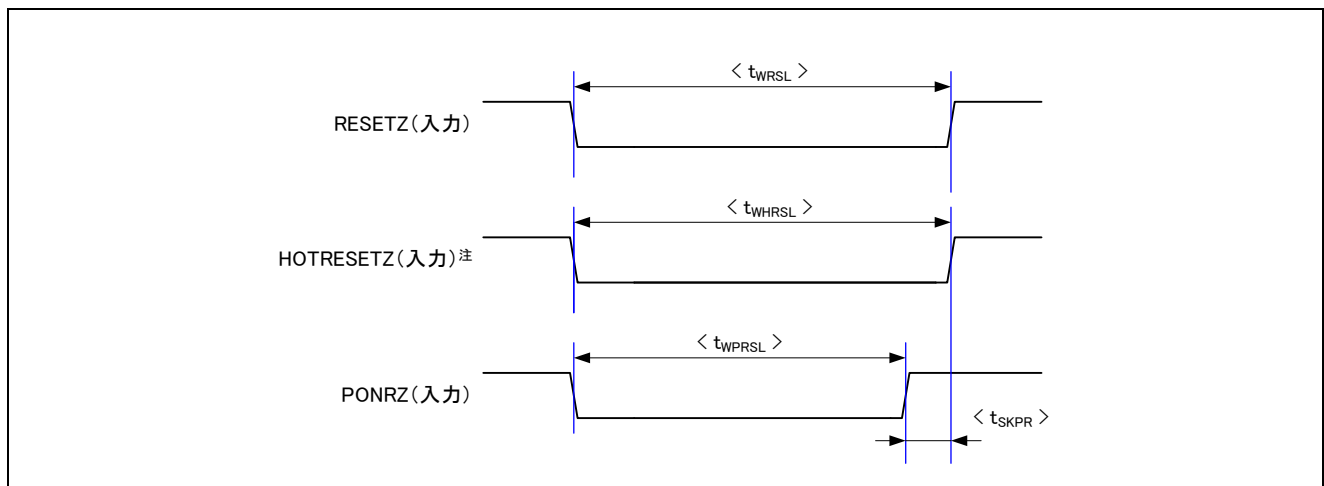 < tWRSL >
RESETZ(入力)
< tWHRSL >
HOTRESETZ(入力)注
< tWPRSL >
PONRZ(入力)
< tSKPR >